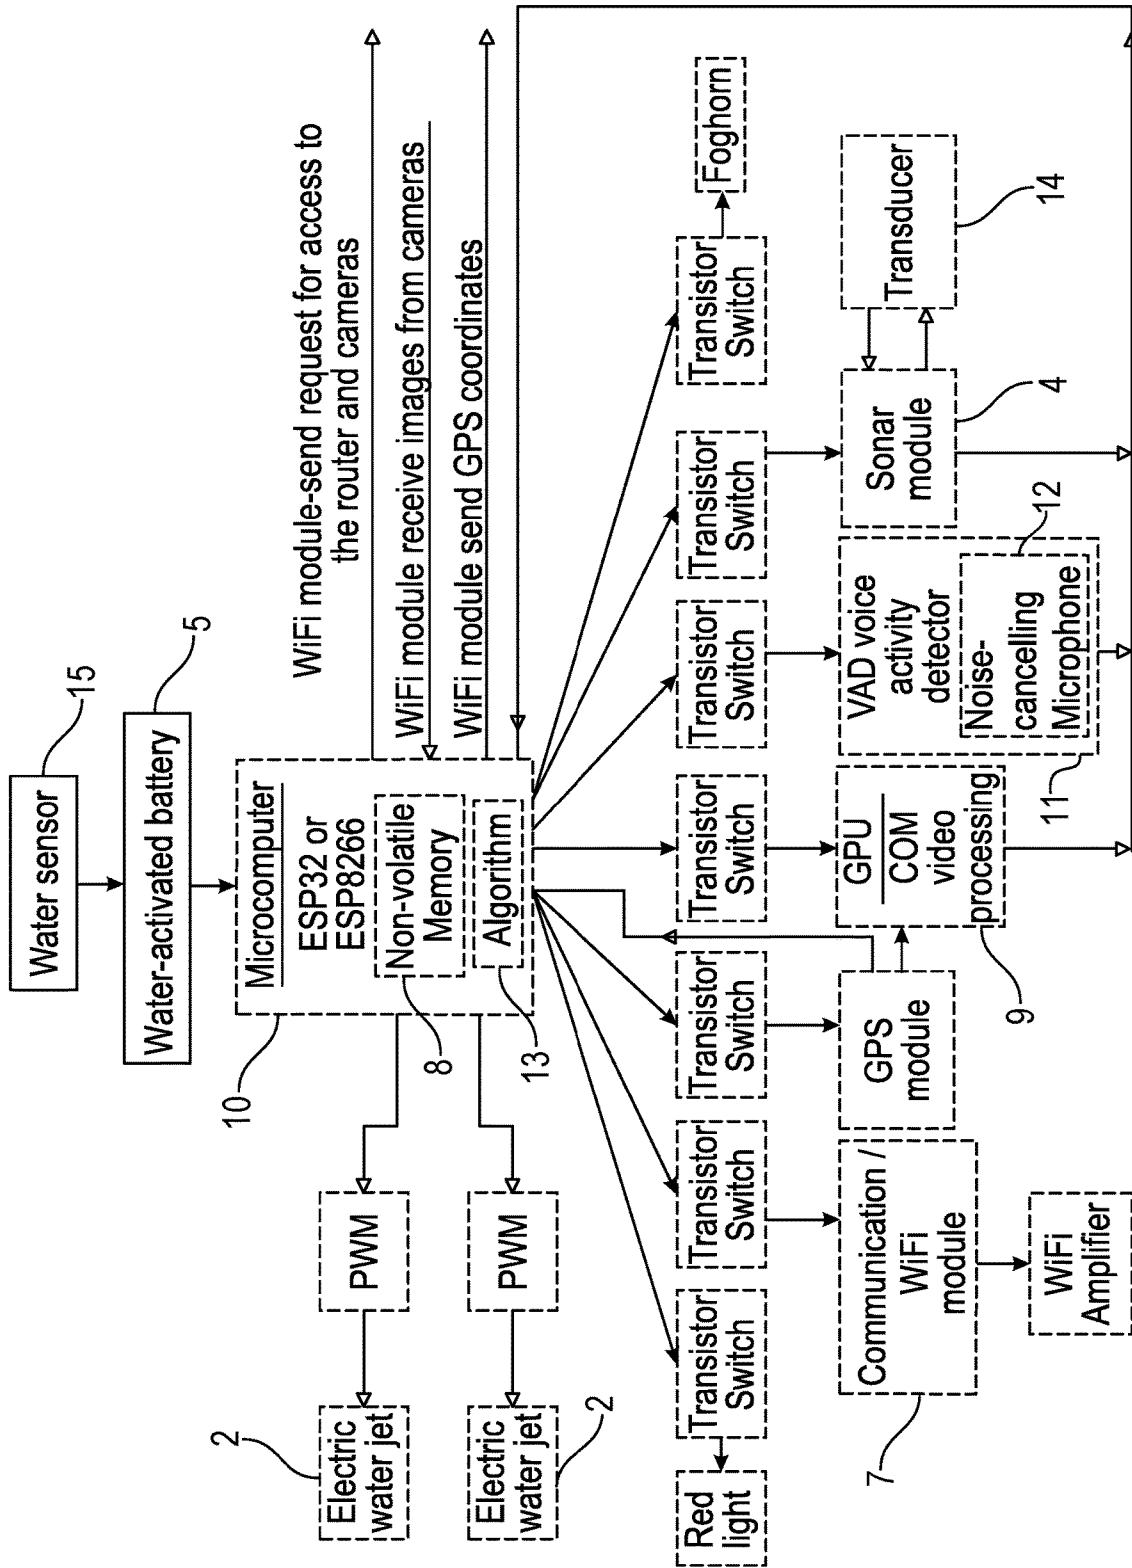 Water sensor
15
Water-activated battery
5
Microcomputer
ESP32 or
ESP8266
Non-volatile
Memory
Algorithm
10
8
13
WiFi module-send request for access to
the router and cameras
WiFi module receive images from cameras
WiFi module send GPS coordinates
PWM
PWM
Electric
water jet
2
Electric
water jet
2
Red
light
Transistor
Switch
Transistor
Switch
Transistor
Switch
Transistor
Switch
Transistor
Switch
Transistor
Switch
Transistor
Switch
Foghorn
Communication /
WiFi
module
7
WiFi
Amplifier
GPS
module
GPU
COM
video
processing
9
VAD voice
activity
detector
Noise-
cancelling
Microphone
11
12
Sonar
module
4
Transducer
14